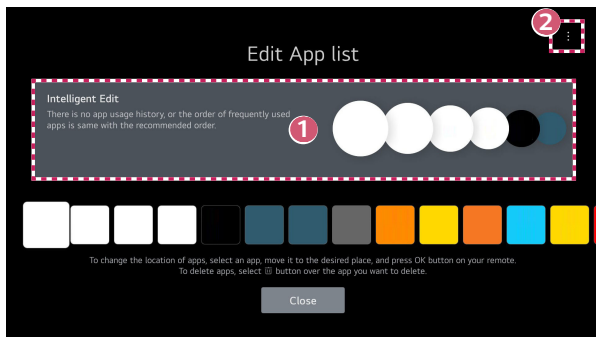 2
⋮
Edit App list
Intelligent Edit
There is no app usage history, or the order of frequently used
apps is same with the recommended order.
1
To change the location of apps, select an app, move it to the desired place, and press OK button on your remote.
To delete apps, select 🗑 button over the app you want to delete.
Close